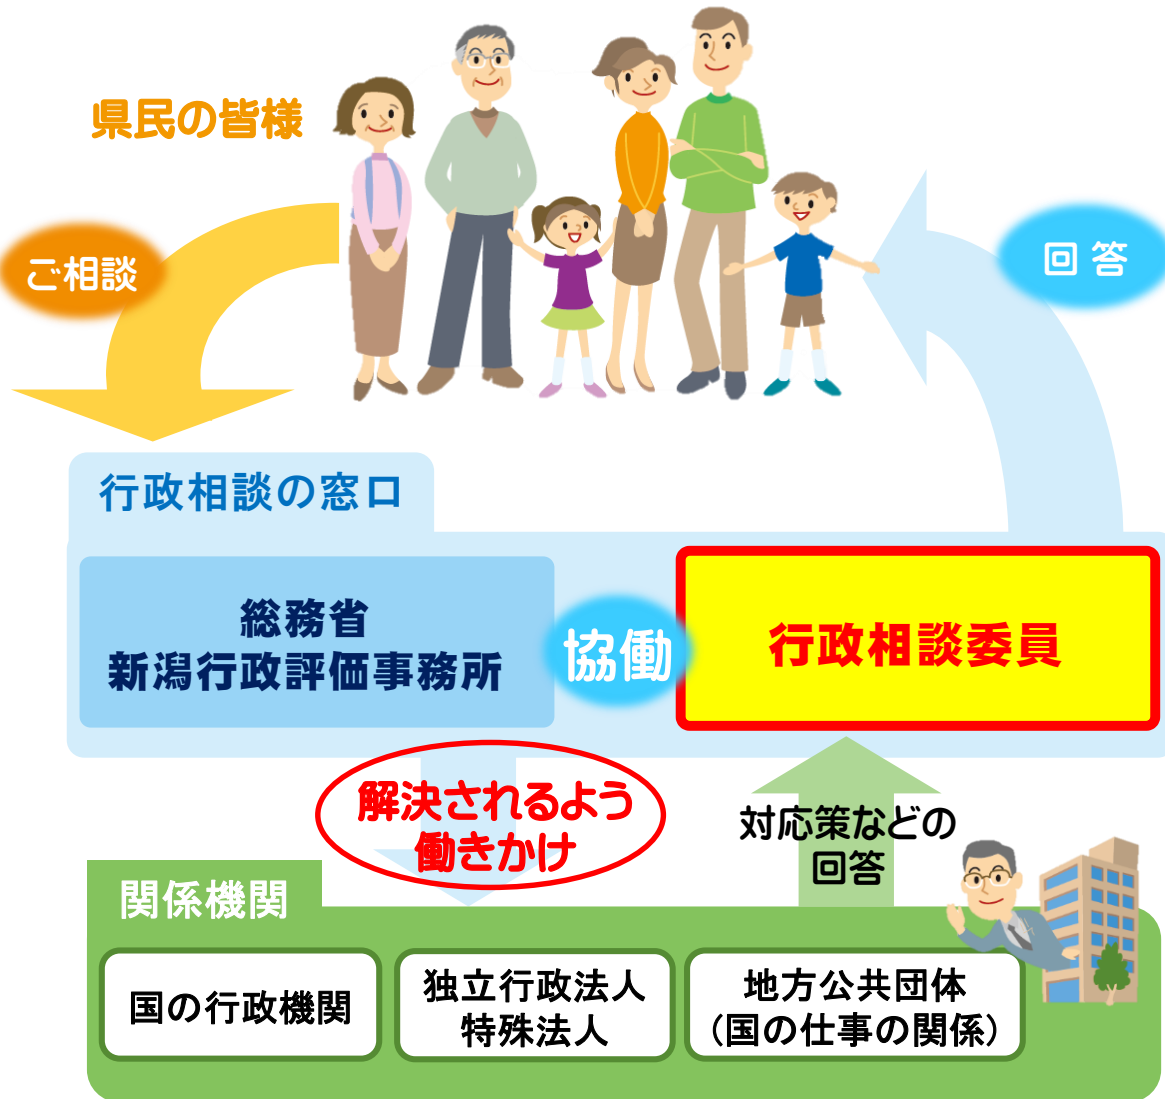 県民の皆様
ご相談
回答
行政相談の窓口
総務省
新潟行政評価事務所
協働
行政相談委員
解決されるよう
働きかけ
対応策などの
回答
関係機関
国の行政機関
独立行政法人
特殊法人
地方公共団体
(国の仕事の関係)